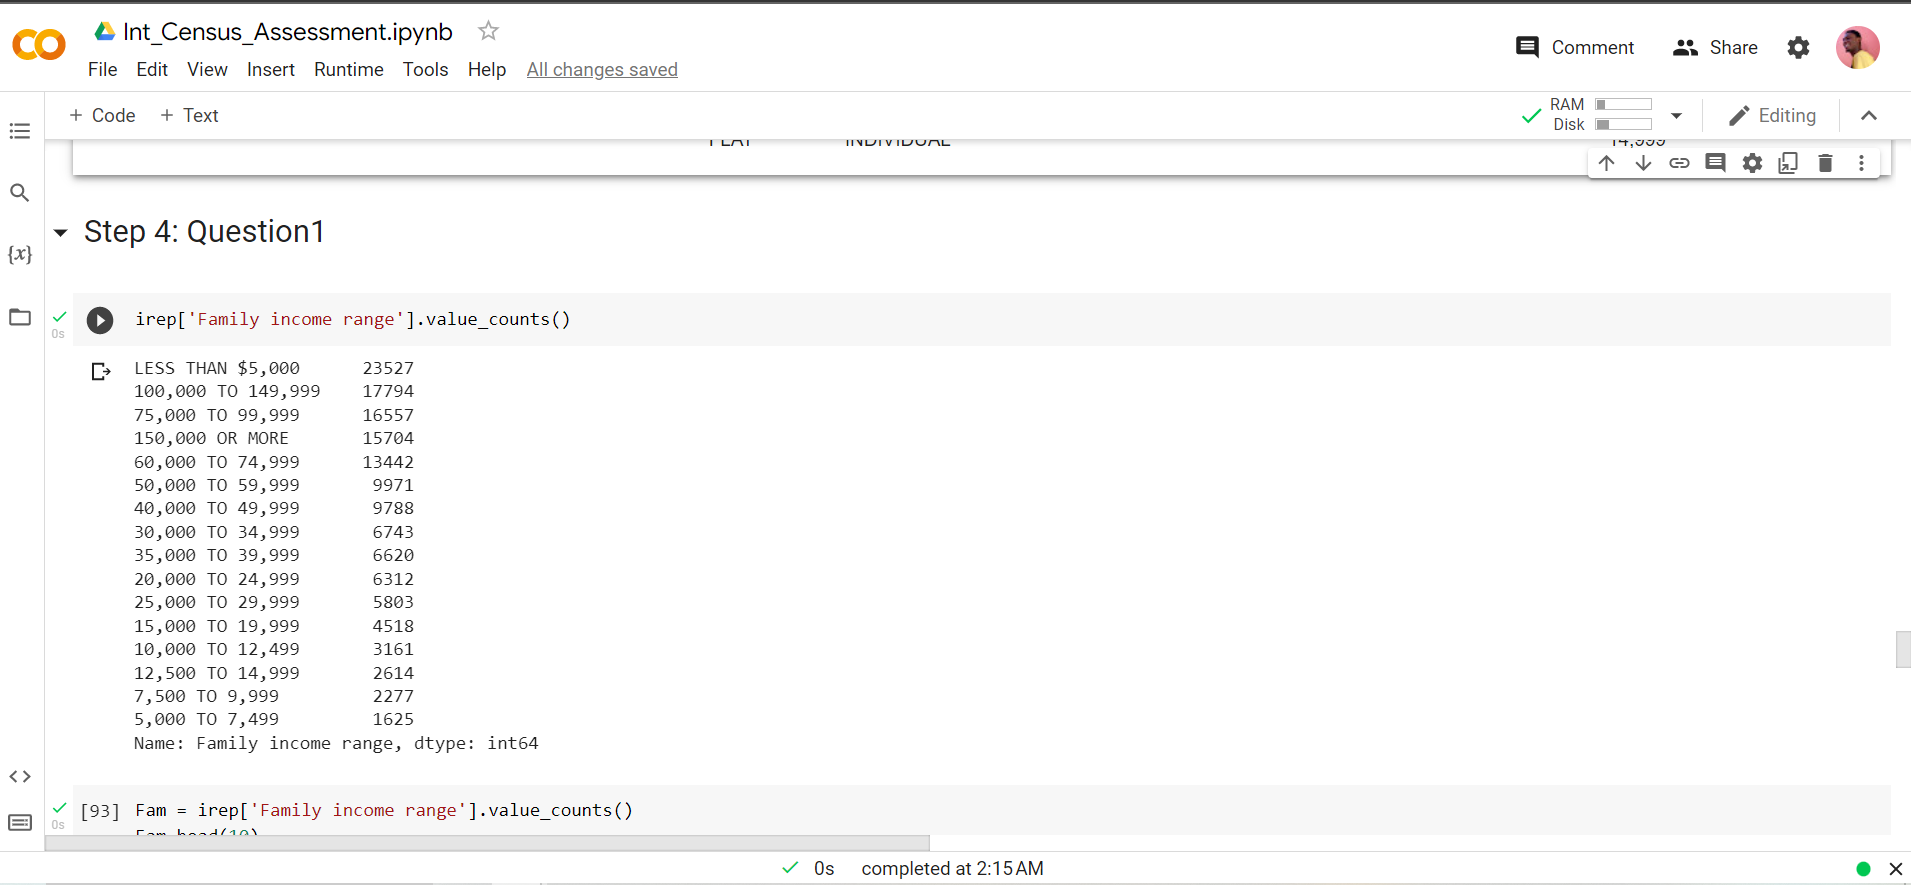 Int_Census_Assessment.ipynb
Comment
Share
File Edit View Insert Runtime Tools Help All changes saved
+ Code + Text
RAM
Disk
Editing
FLAT INDIVIDUAL 14,999
Step 4: Question1
{x}
0s
irep['Family income range'].value_counts()
LESS THAN $5,000 23527
100,000 TO 149,999 17794
75,000 TO 99,999 16557
150,000 OR MORE 15704
60,000 TO 74,999 13442
50,000 TO 59,999 9971
40,000 TO 49,999 9788
30,000 TO 34,999 6743
35,000 TO 39,999 6620
20,000 TO 24,999 6312
25,000 TO 29,999 5803
15,000 TO 19,999 4518
10,000 TO 12,499 3161
12,500 TO 14,999 2614
7,500 TO 9,999 2277
5,000 TO 7,499 1625
Name: Family income range, dtype: int64
0s
[93] Fam = irep['Family income range'].value_counts()
Fam.head(10)
0s completed at 2:15 AM